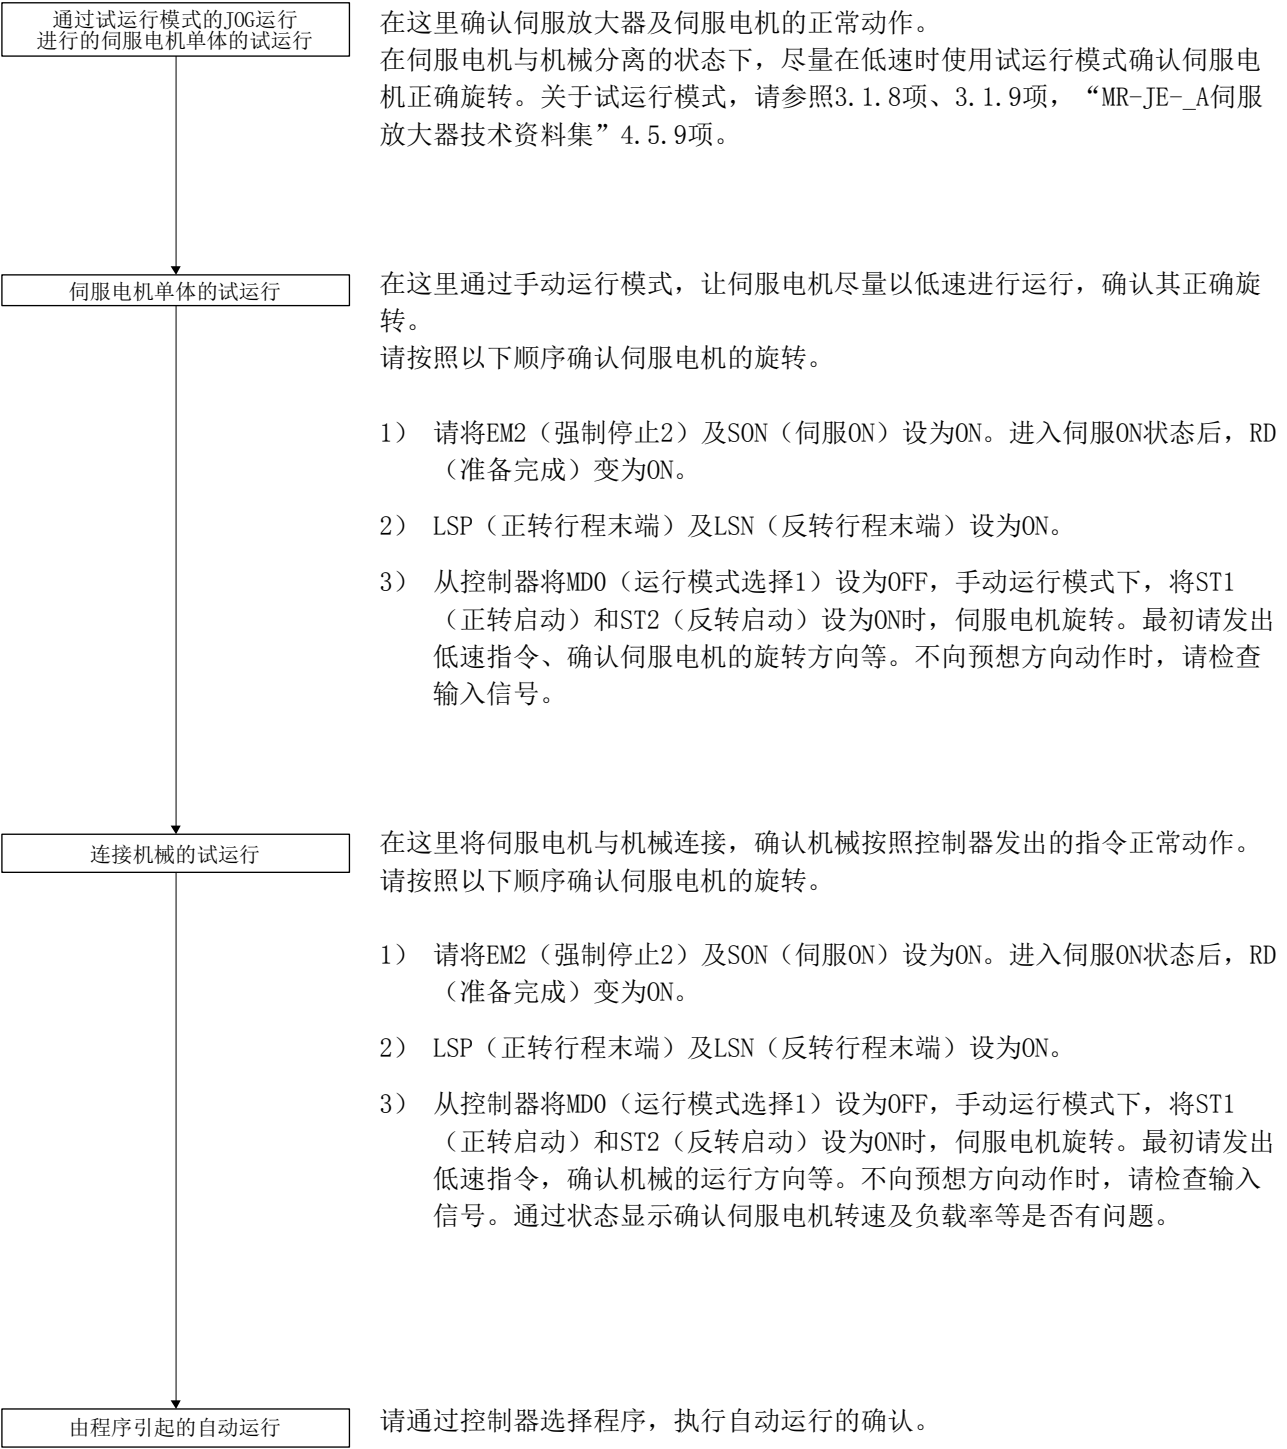 通过试运行模式的JOG运行
进行的伺服电机单体的试运行
在这里确认伺服放大器及伺服电机的正常动作。
在伺服电机与机械分离的状态下，尽量在低速时使用试运行模式确认伺服电
机正确旋转。关于试运行模式，请参照3.1.8项、3.1.9项，“MR-JE-_A伺服
放大器技术资料集”4.5.9项。
伺服电机单体的试运行
在这里通过手动运行模式，让伺服电机尽量以低速进行运行，确认其正确旋
转。
请按照以下顺序确认伺服电机的旋转。
1） 请将EM2（强制停止2）及SON（伺服ON）设为ON。进入伺服ON状态后，RD
（准备完成）变为ON。
2） LSP（正转行程末端）及LSN（反转行程末端）设为ON。
3） 从控制器将MD0（运行模式选择1）设为OFF，手动运行模式下，将ST1
（正转启动）和ST2（反转启动）设为ON时，伺服电机旋转。最初请发出
低速指令、确认伺服电机的旋转方向等。不向预想方向动作时，请检查
输入信号。
连接机械的试运行
在这里将伺服电机与机械连接，确认机械按照控制器发出的指令正常动作。
请按照以下顺序确认伺服电机的旋转。
1） 请将EM2（强制停止2）及SON（伺服ON）设为ON。进入伺服ON状态后，RD
（准备完成）变为ON。
2） LSP（正转行程末端）及LSN（反转行程末端）设为ON。
3） 从控制器将MD0（运行模式选择1）设为OFF，手动运行模式下，将ST1
（正转启动）和ST2（反转启动）设为ON时，伺服电机旋转。最初请发出
低速指令，确认机械的运行方向等。不向预想方向动作时，请检查输入
信号。通过状态显示确认伺服电机转速及负载率等是否有问题。
由程序引起的自动运行
请通过控制器选择程序，执行自动运行的确认。